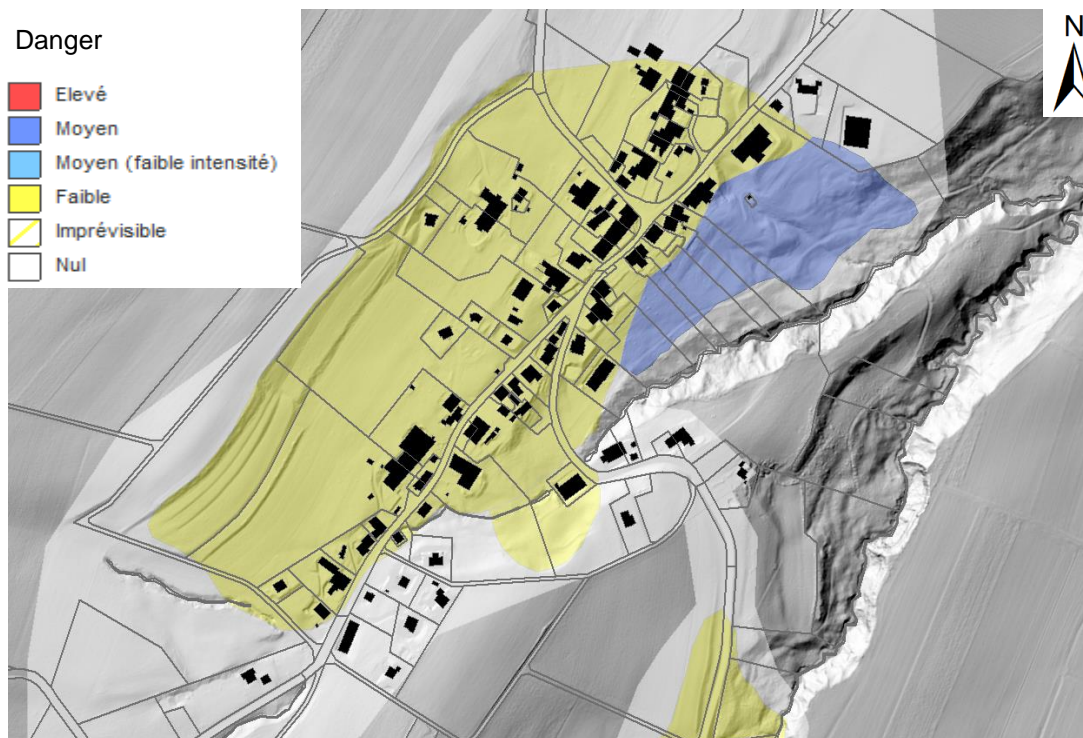 Danger
Elevé
Moyen
Moyen (faible intensité)
Faible
Imprévisible
Nul
N